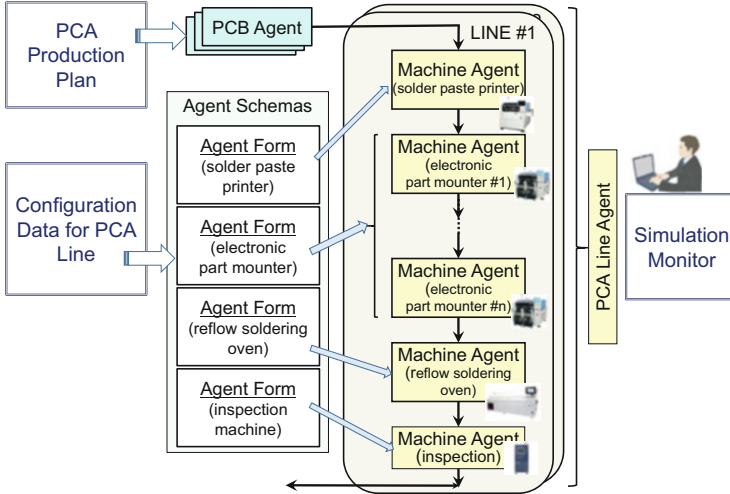 PCA
Production
Plan
PCB Agent
LINE #1
Machine Agent
(solder paste printer)
Agent Schemas
Agent Form
(solder paste
printer)
Machine Agent
(electronic
part mounter #1)
Configuration
Data for PCA
Line
Agent Form
(electronic
part mounter)
Machine Agent
(electronic
part mounter #n)
Agent Form
(reflow soldering
oven)
Machine Agent
(reflow soldering
oven)
Agent Form
(inspection
machine)
Machine Agent
(inspection)
PCA Line Agent
Simulation
Monitor